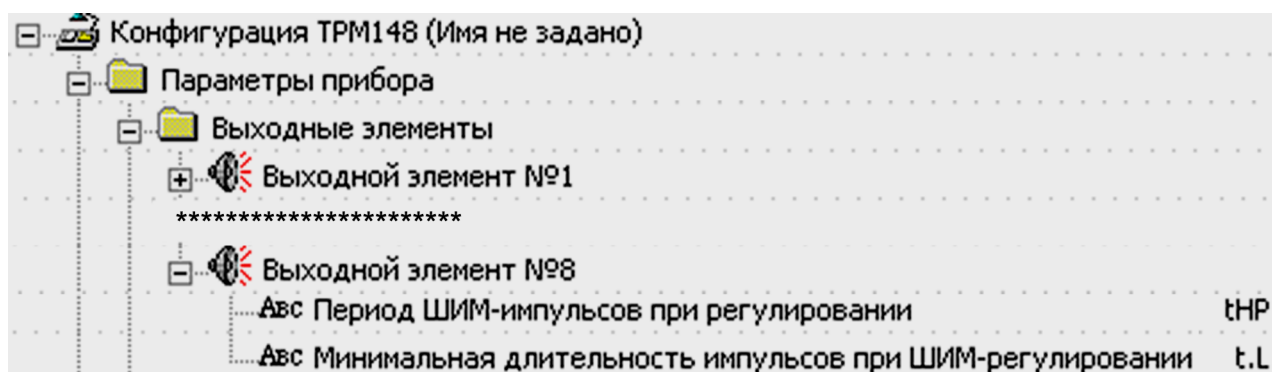 Конфигурация ТРМ148 (Имя не задано)
Параметры прибора
Выходные элементы
Выходной элемент №1
***********************
Выходной элемент №8
Авс Период ШИМ-импульсов при регулировании tHP
Авс Минимальная длительность импульсов при ШИМ-регулировании t.L